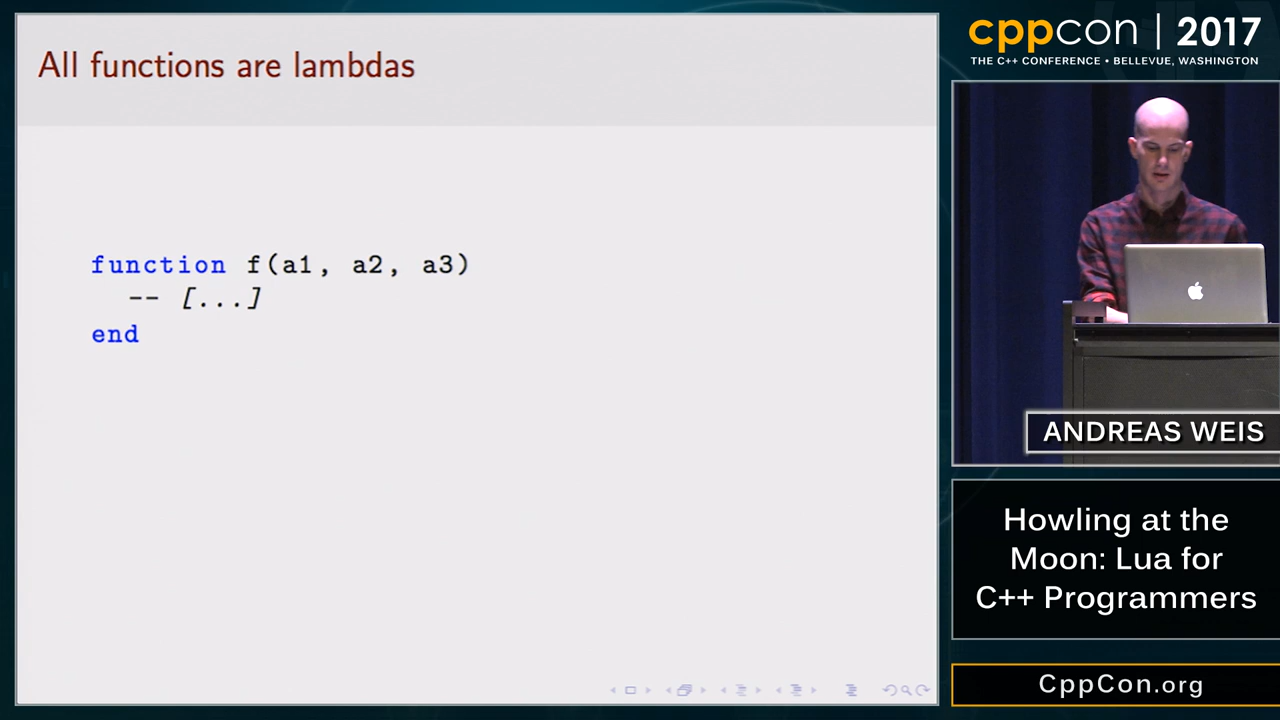 All functions are lambdas
function f(a1, a2, a3)
-- [...]
end
cppcon | 2017
THE C++ CONFERENCE • BELLEVUE, WASHINGTON
ANDREAS WEIS
Howling at the
Moon: Lua for
C++ Programmers
CppCon.org